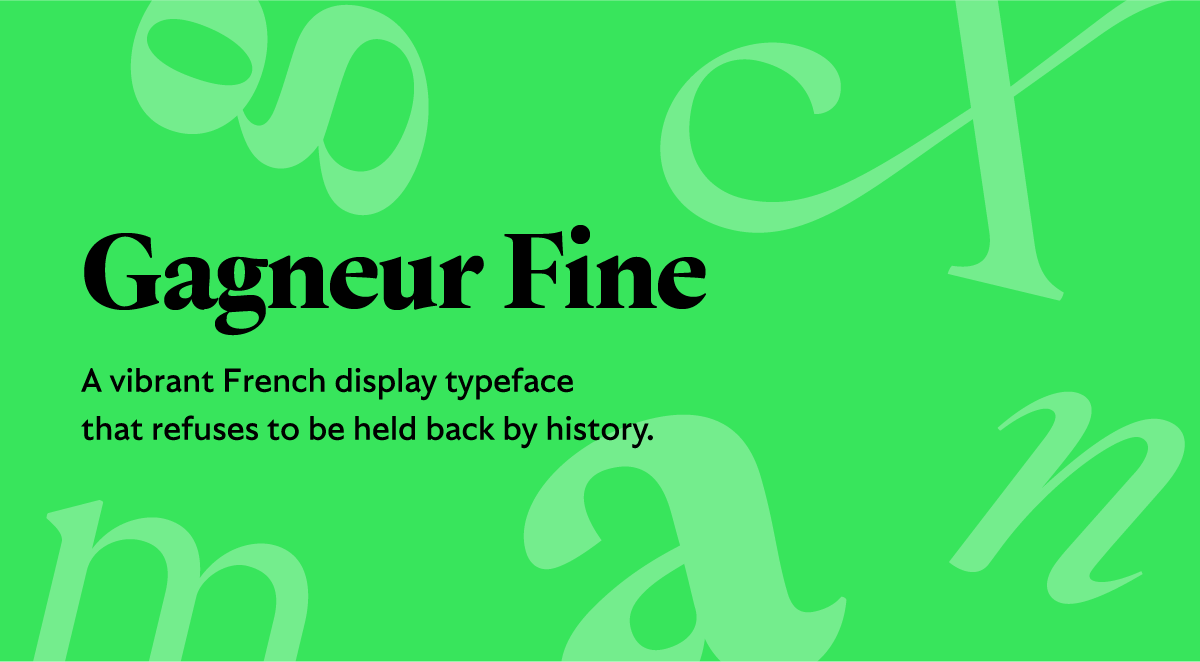 Gagneur Fine
A vibrant French display typeface
that refuses to be held back by history.